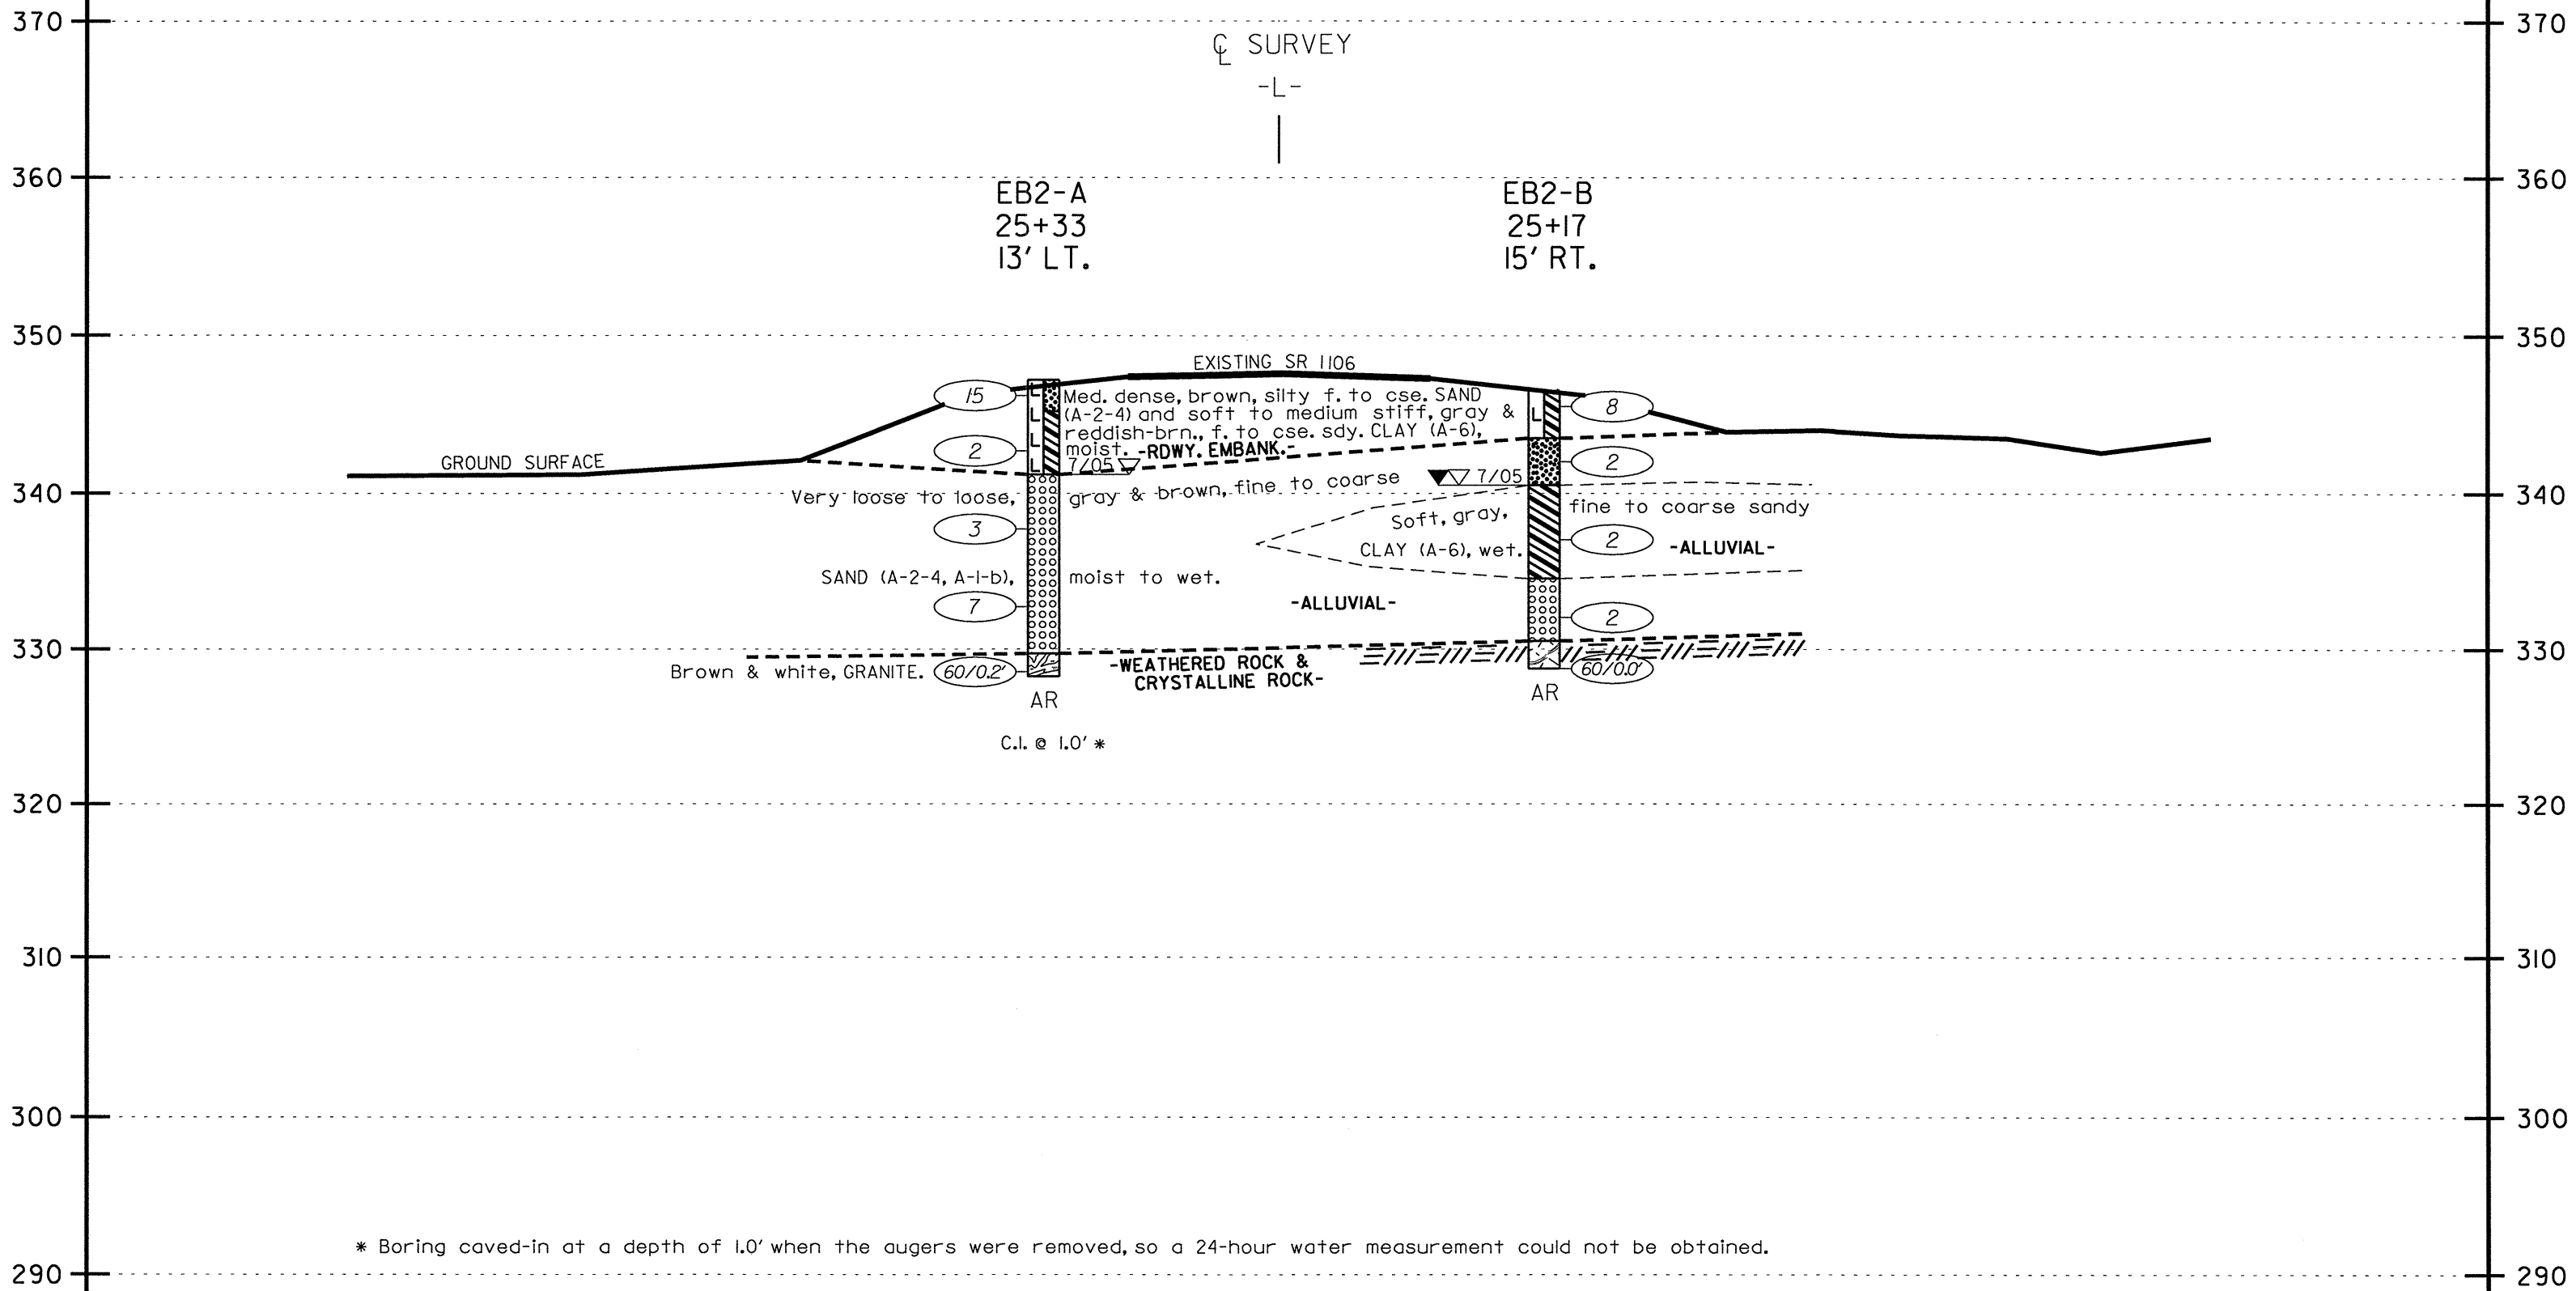 370 370
℄ SURVEY
-L-
360 360
EB2-A EB2-B
25+33 25+17
13' LT. 15' RT.
350 350
EXISTING SR 1106
15 Med. dense, brown, silty f. to cse. SAND 8
(A-2-4) and soft to medium stiff, gray &
reddish-brn., f. to cse. sdy. CLAY (A-6),
2 moist. -RDWY. EMBANK.- 2
GROUND SURFACE 7/05 7/05
340 340
Very loose to loose, gray & brown, fine to coarse
Soft, gray, fine to coarse sandy
3 2
CLAY (A-6), wet. -ALLUVIAL-
SAND (A-2-4, A-1-b), moist to wet.
7 -ALLUVIAL- 2
330 330
-WEATHERED ROCK &
Brown & white, GRANITE. 60/0.2' CRYSTALLINE ROCK- 60/0.0'
AR AR
C.I. @ 1.0' *
320 320
310 310
300 300
* Boring caved-in at a depth of 1.0' when the augers were removed, so a 24-hour water measurement could not be obtained.
290 290